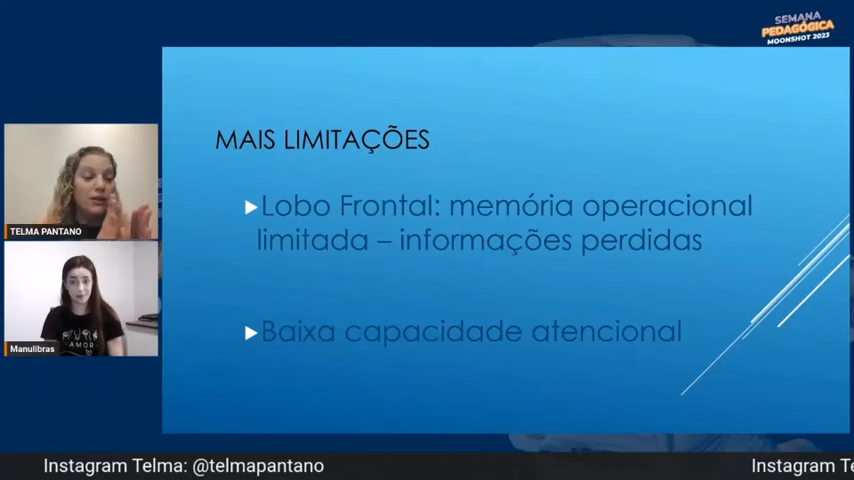 SEMANA
PEDAGÓGICA
MOONSHOT 2023
MAIS LIMITAÇÕES
Lobo Frontal: memória operacional
limitada – informações perdidas
Baixa capacidade atencional
TELMA PANTANO
AMOR
Manulibras
Instagram Telma: @telmapantano
Instagram Te